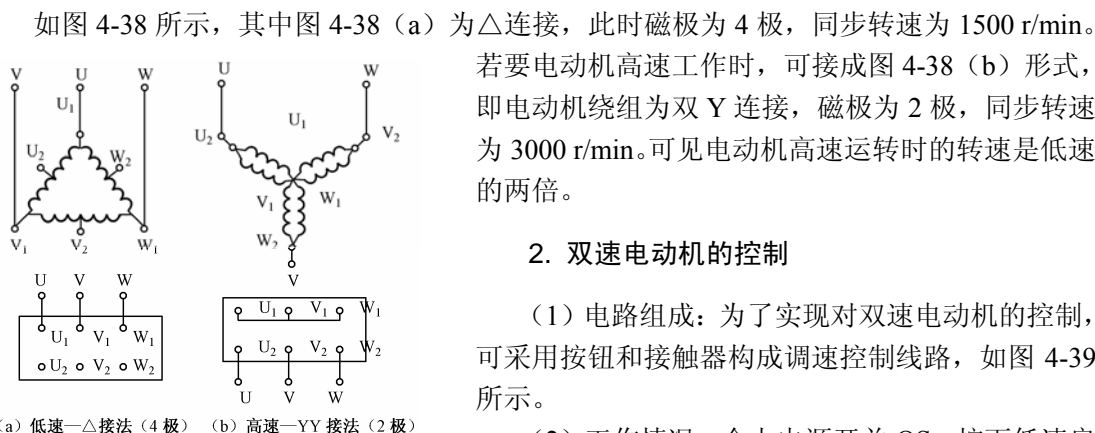 如图 4-38 所示，其中图 4-38（a）为△连接，此时磁极为 4 极，同步转速为 1500 r/min。
若要电动机高速工作时，可接成图 4-38（b）形式，
即电动机绕组为双 Y 连接，磁极为 2 极，同步转速
为 3000 r/min。可见电动机高速运转时的转速是低速
的两倍。
V U W
U1
U2 W2
V1 V2 W1
U V W
U1 V1 W1
U2 V2 W2
U W
U1
U2 V2
V1 W1
W2
V
U1 V1 W1
U2 V2 W2
U V W
（a）低速—△接法（4 极）（b）高速—YY 接法（2 极）
2. 双速电动机的控制
（1）电路组成：为了实现对双速电动机的控制，
可采用按钮和接触器构成调速控制线路，如图 4-39
所示。